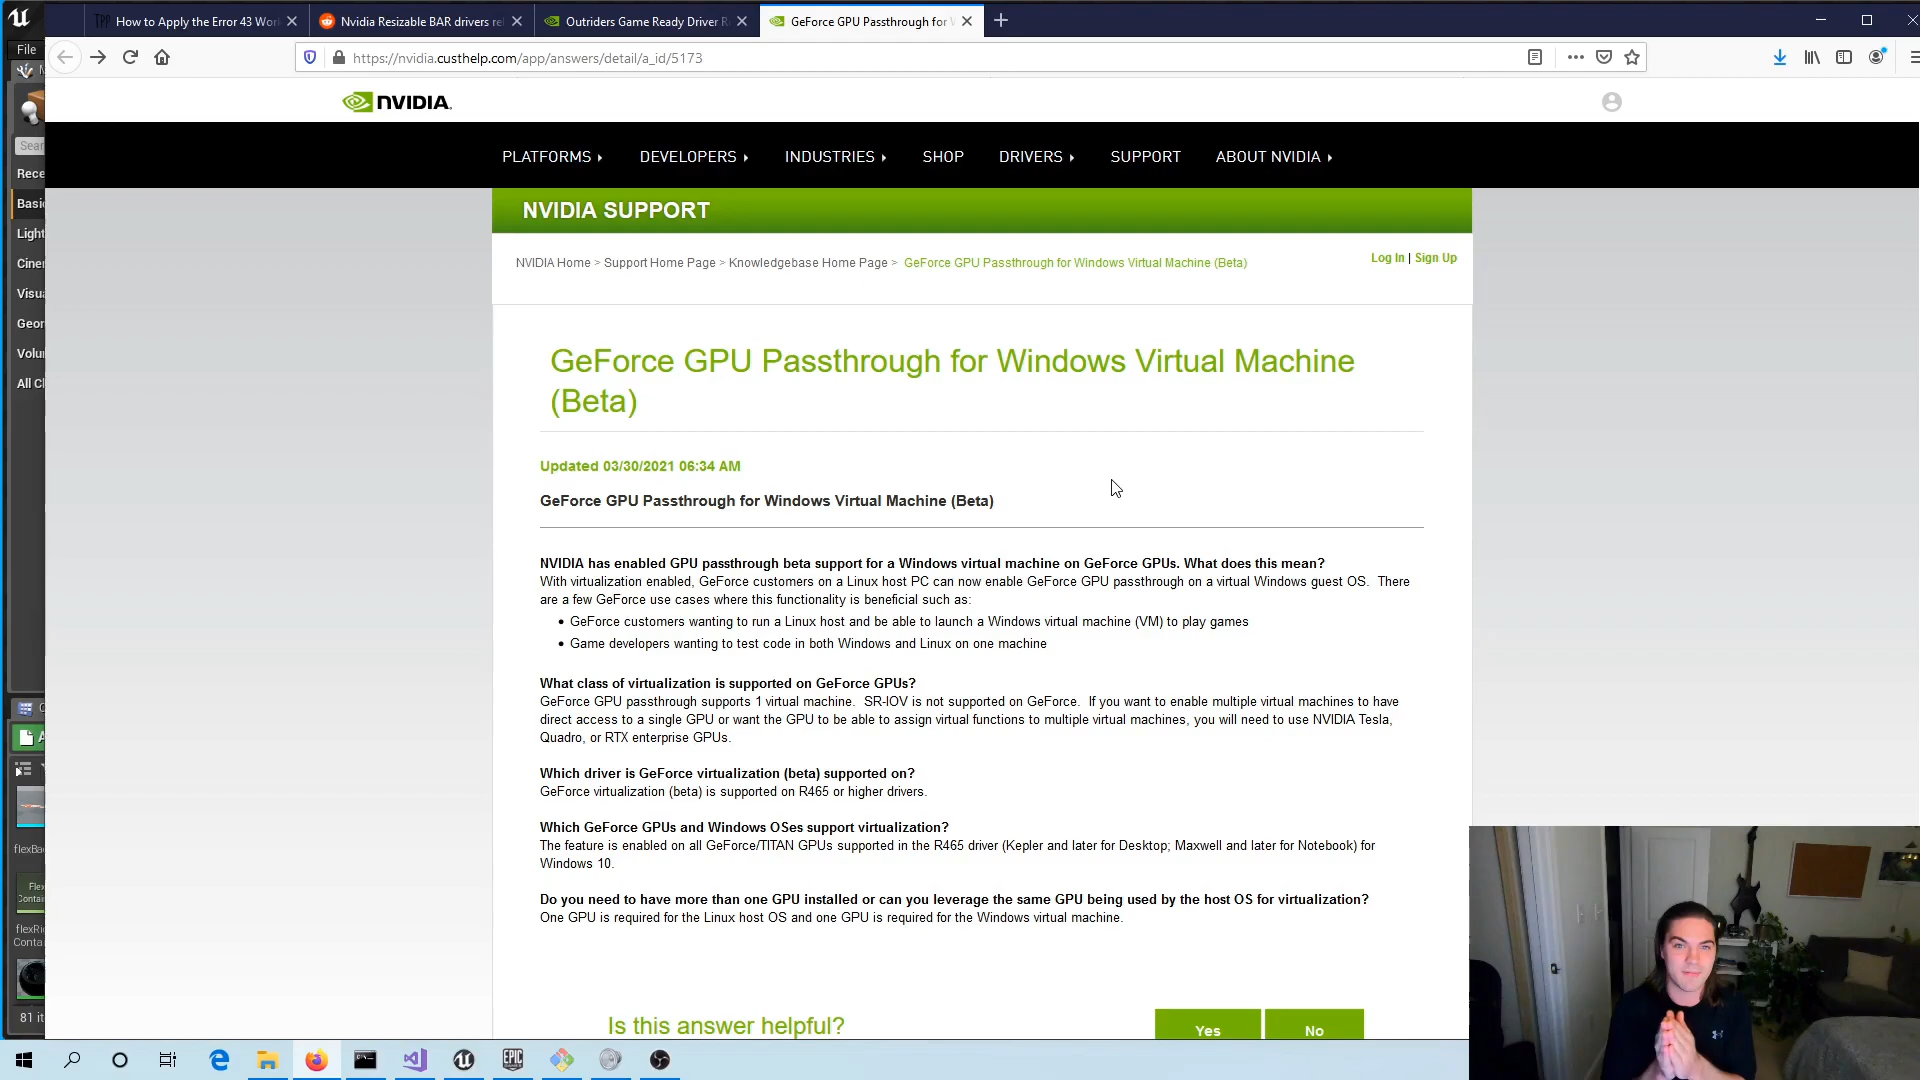 How to Apply the Error 43 Wor
Nvidia Resizable BAR drivers re
Outriders Game Ready Driver R
GeForce GPU Passthrough for W
File
https://nvidia.custhelp.com/app/answers/detail/a_id/5173
NVIDIA.
PLATFORMS DEVELOPERS INDUSTRIES SHOP DRIVERS SUPPORT ABOUT NVIDIA
Sear
Rece
Basi
Light
Cine
Visu
Geor
Volu
All Cl
NVIDIA SUPPORT
NVIDIA Home > Support Home Page > Knowledgebase Home Page > GeForce GPU Passthrough for Windows Virtual Machine (Beta)
Log In | Sign Up
GeForce GPU Passthrough for Windows Virtual Machine
(Beta)
Updated 03/30/2021 06:34 AM
GeForce GPU Passthrough for Windows Virtual Machine (Beta)
NVIDIA has enabled GPU passthrough beta support for a Windows virtual machine on GeForce GPUs. What does this mean?
With virtualization enabled, GeForce customers on a Linux host PC can now enable GeForce GPU passthrough on a virtual Windows guest OS. There
are a few GeForce use cases where this functionality is beneficial such as:
• GeForce customers wanting to run a Linux host and be able to launch a Windows virtual machine (VM) to play games
• Game developers wanting to test code in both Windows and Linux on one machine
What class of virtualization is supported on GeForce GPUs?
GeForce GPU passthrough supports 1 virtual machine. SR-IOV is not supported on GeForce. If you want to enable multiple virtual machines to have
direct access to a single GPU or want the GPU to be able to assign virtual functions to multiple virtual machines, you will need to use NVIDIA Tesla,
Quadro, or RTX enterprise GPUs.
Which driver is GeForce virtualization (beta) supported on?
GeForce virtualization (beta) is supported on R465 or higher drivers.
Which GeForce GPUs and Windows OSes support virtualization?
The feature is enabled on all GeForce/TITAN GPUs supported in the R465 driver (Kepler and later for Desktop; Maxwell and later for Notebook) for
Windows 10.
Do you need to have more than one GPU installed or can you leverage the same GPU being used by the host OS for virtualization?
One GPU is required for the Linux host OS and one GPU is required for the Windows virtual machine.
Is this answer helpful?
Yes
No
flexBa
Flex
Contai
flexRi
Conta
81 it
EPIC